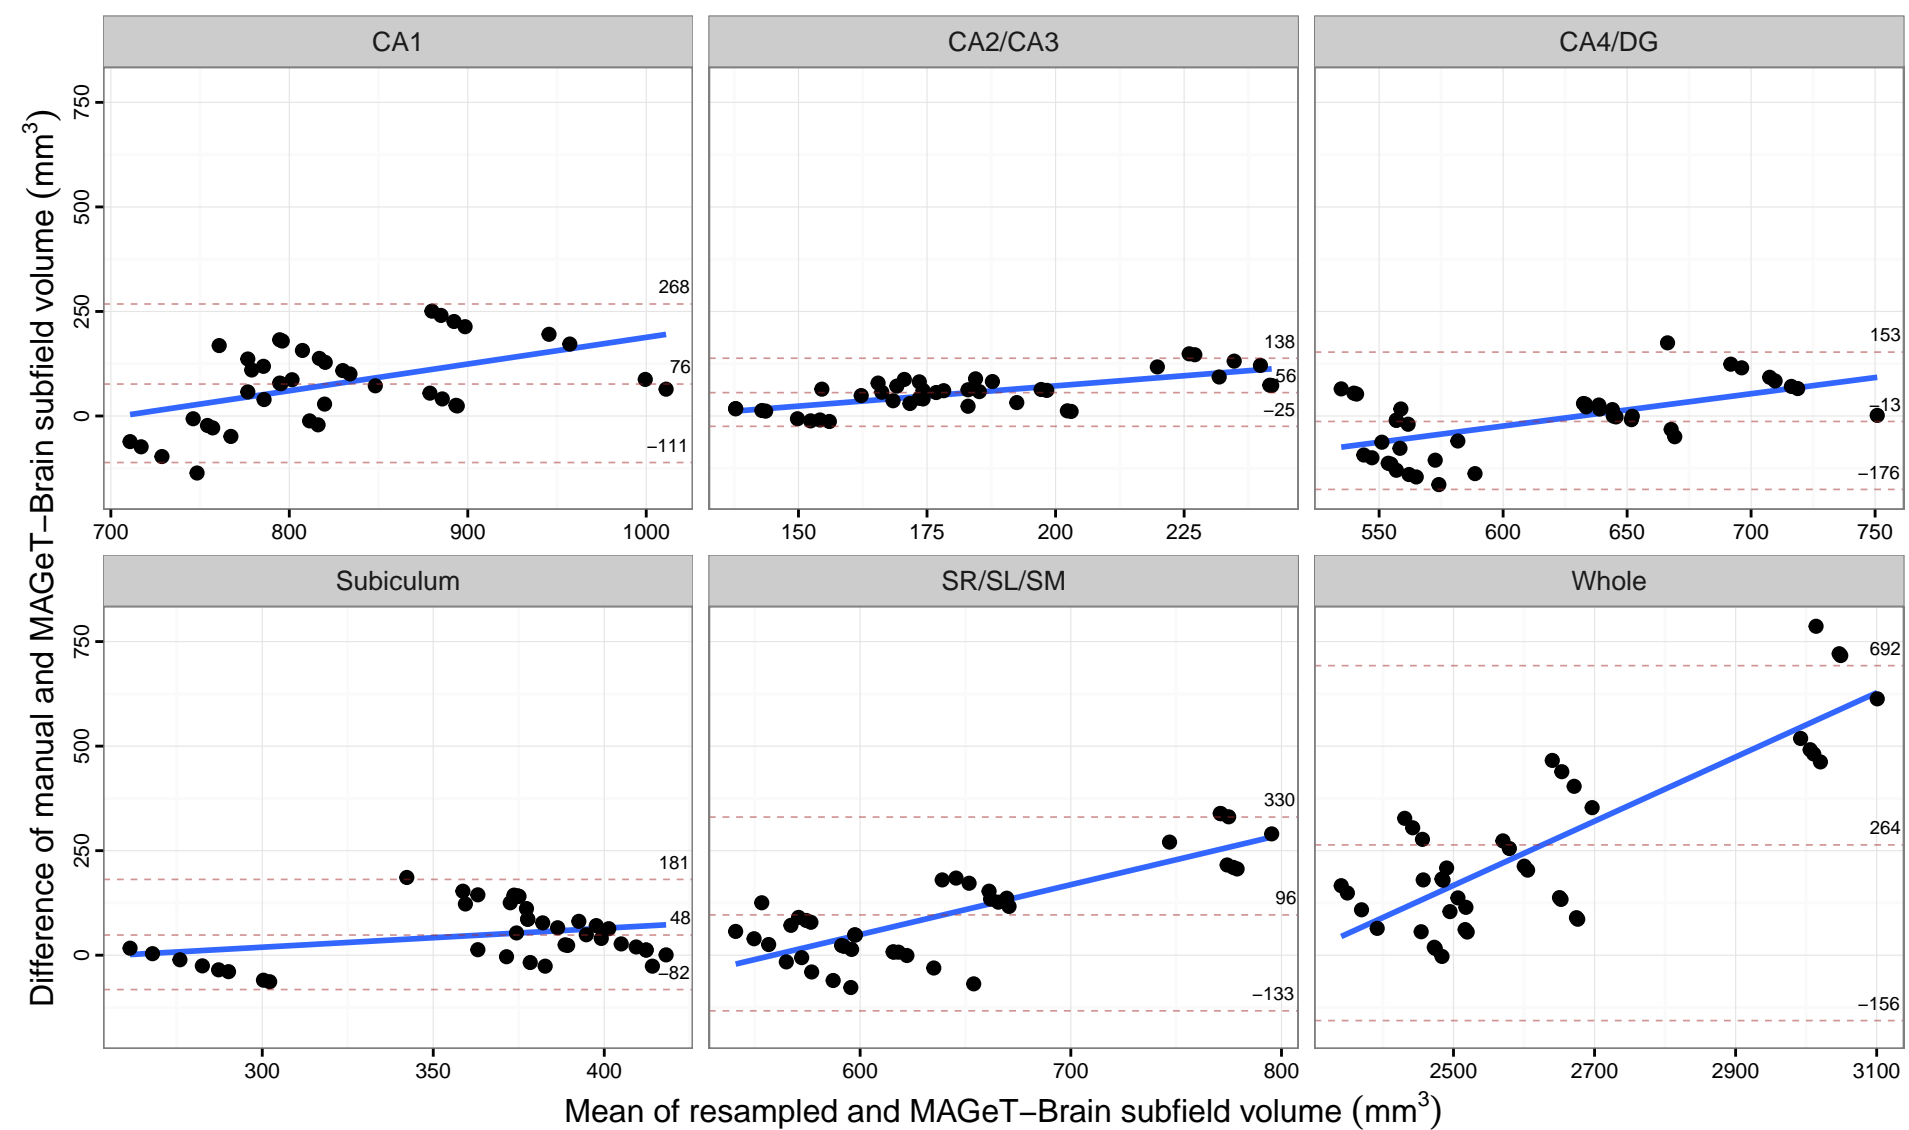 Difference of manual and MAGeT−Brain subfield volume (mm³)
CA1
CA2/CA3
CA4/DG
750
500
250
0
268
76
−111
138
56
−25
153
−13
−176
700 800 900 1000
150 175 200 225
550 600 650 700 750
Subiculum
SR/SL/SM
Whole
750
500
250
0
181
48
−82
330
96
−133
692
264
−156
300 350 400
600 700 800
2500 2700 2900 3100
Mean of resampled and MAGeT−Brain subfield volume (mm³)